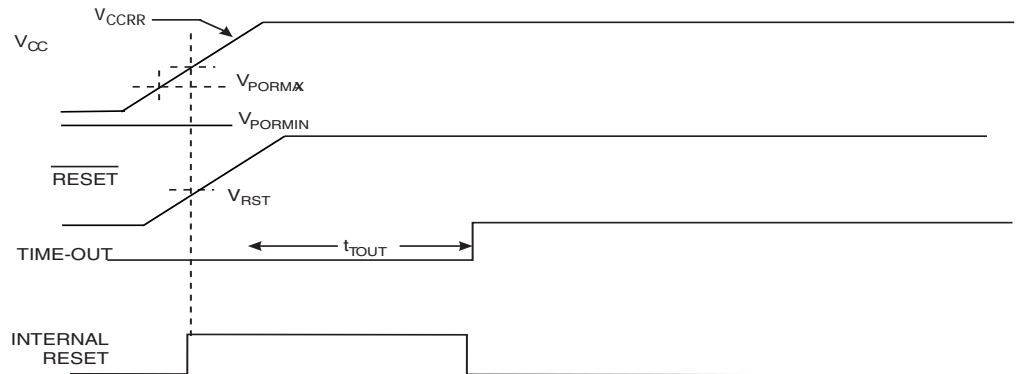 VCCRR
VCC
VPORMAX
VPORMIN
RESET
VRST
TIME-OUT
tTOUT
INTERNAL
RESET